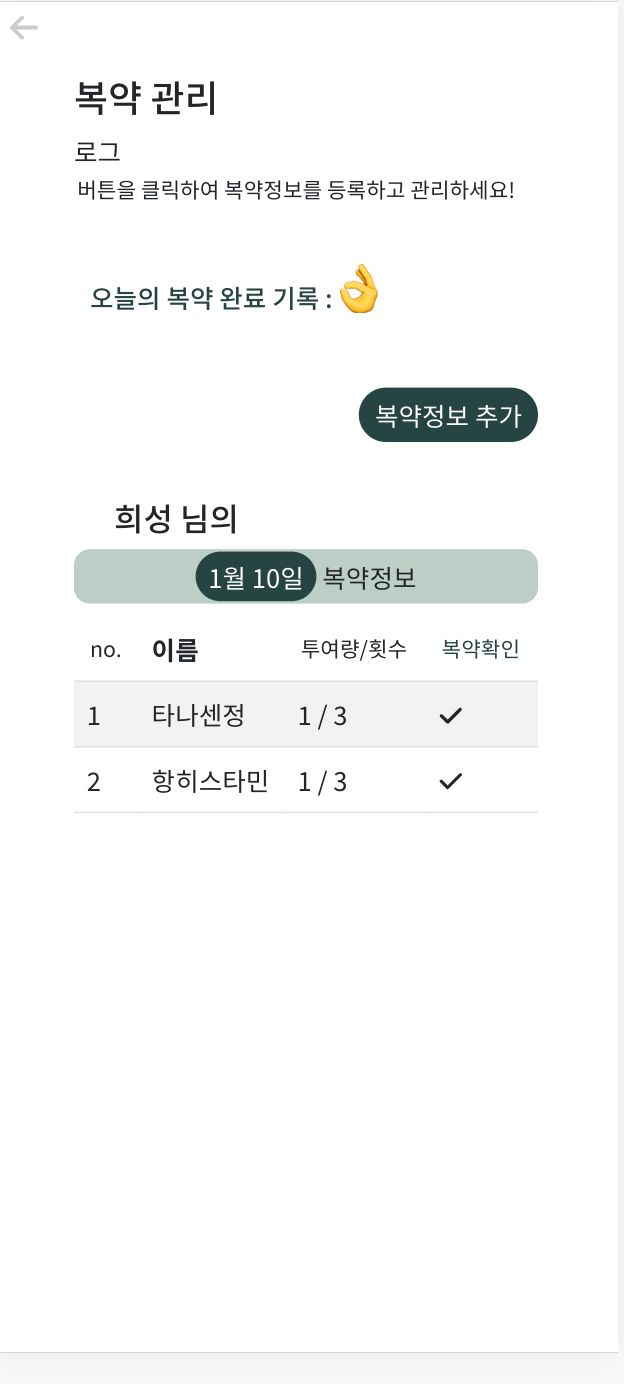 복약 관리
로그
버튼을 클릭하여 복약정보를 등록하고 관리하세요!
오늘의 복약 완료 기록 : 👌
복약정보 추가
희성 님의
1월 10일 복약정보
no. 이름 투여량/횟수 복약확인
1 타나센정 1 / 3
2 항히스타민 1 / 3